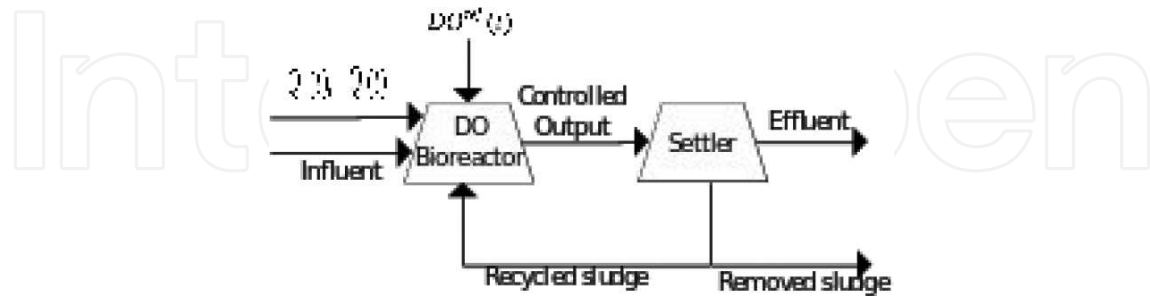 Controlled
Output
DO
Bioreactor
Influent
Settler
Effluent
Recycled sludge
Removed sludge